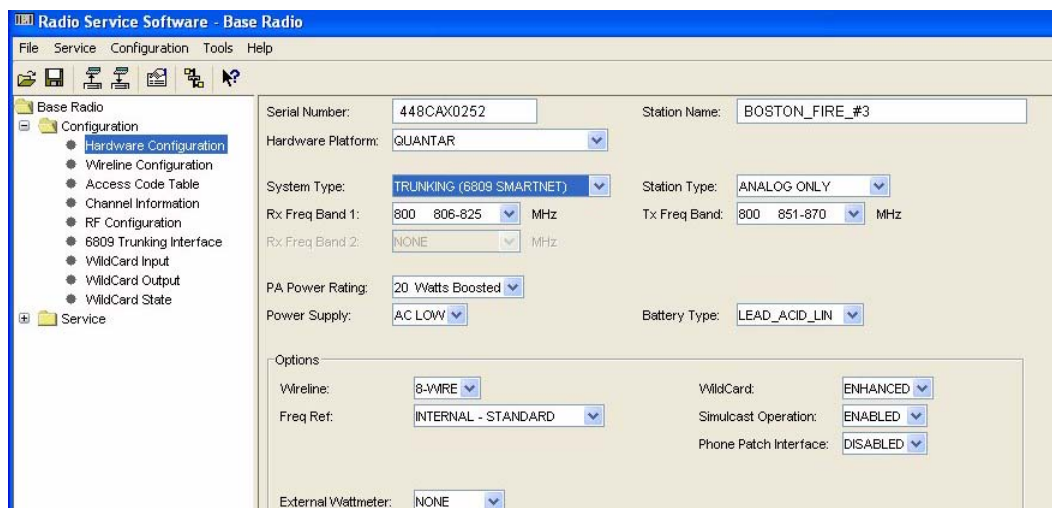 Radio Service Software - Base Radio
File Service Configuration Tools Help
Base Radio
Configuration
Hardware Configuration
Wireline Configuration
Access Code Table
Channel Information
RF Configuration
6809 Trunking Interface
WildCard Input
WildCard Output
WildCard State
Service
Serial Number: 448CAX0252 Station Name: BOSTON_FIRE_#3
Hardware Platform: QUANTAR
System Type: TRUNKING (6809 SMARTNET) Station Type: ANALOG ONLY
Rx Freq Band 1: 800 806-825 MHz Tx Freq Band: 800 851-870 MHz
Rx Freq Band 2: NONE MHz
PA Power Rating: 20 Watts Boosted
Power Supply: AC LOW Battery Type: LEAD_ACID_LIN
Options
Wireline: 8-WIRE WildCard: ENHANCED
Freq Ref: INTERNAL - STANDARD Simulcast Operation: ENABLED
Phone Patch Interface: DISABLED
External Wattmeter: NONE